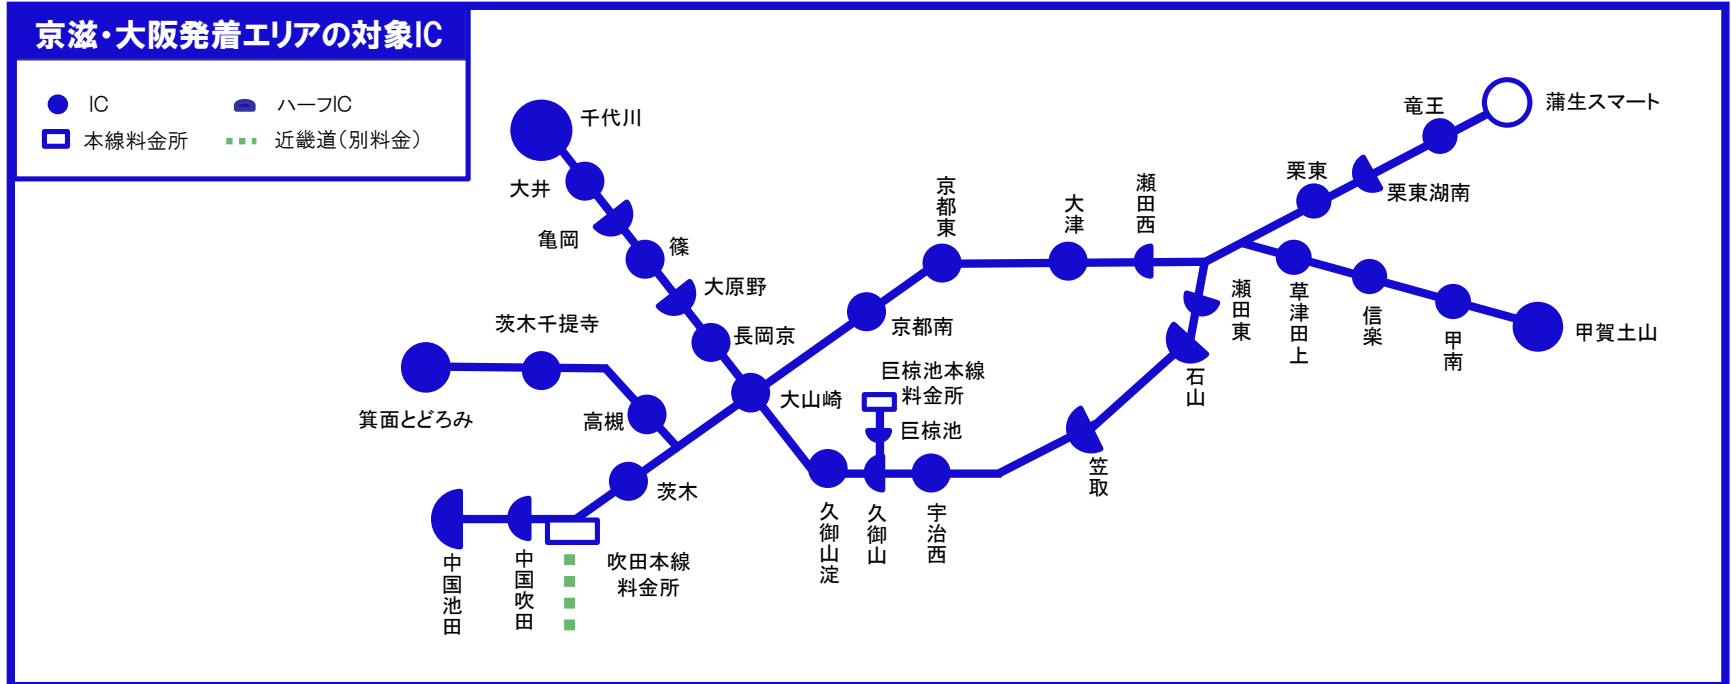 京滋・大阪発着エリアの対象IC
IC
ハーフIC
本線料金所
近畿道(別料金)
千代川
大井
亀岡
篠
大原野
長岡京
茨木千提寺
箕面とどろみ
高槻
大山崎
茨木
中国池田
中国吹田
吹田本線
料金所
京都南
京都東
大津
瀬田西
瀬田東
石山
笠取
巨椋池本線
料金所
巨椋池
久御山淀
久御山
宇治西
栗東
栗東湖南
竜王
蒲生スマート
草津田上
信楽
甲南
甲賀土山